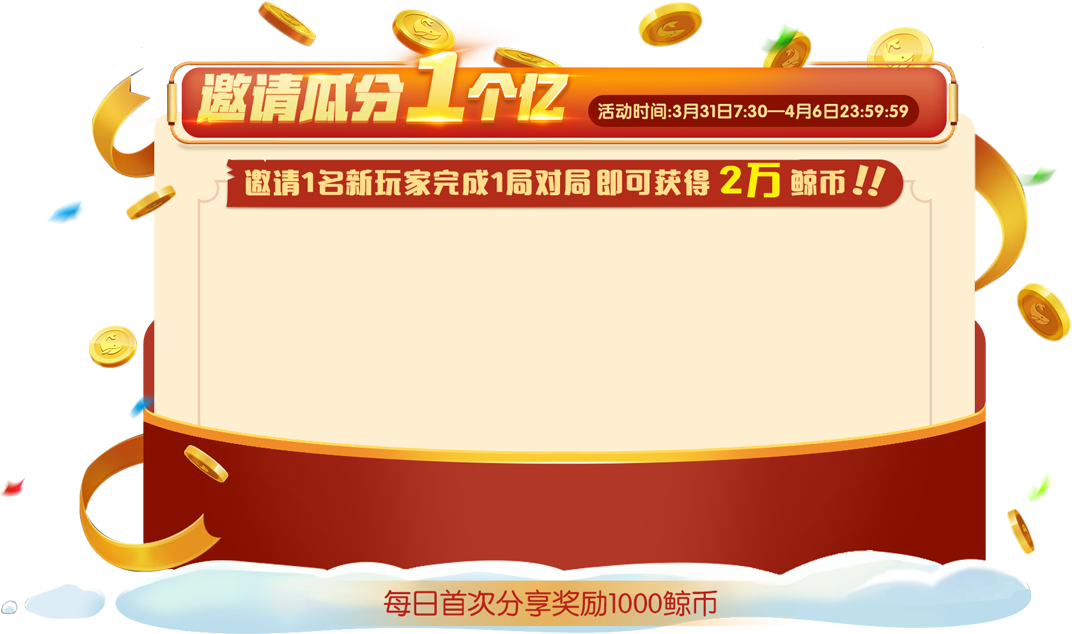 邀请瓜分1个亿
活动时间:3月31日7:30—4月6日23:59:59
邀请1名新玩家完成1局对局 即可获得 2万 鲸币!!
每日首次分享奖励1000鲸币